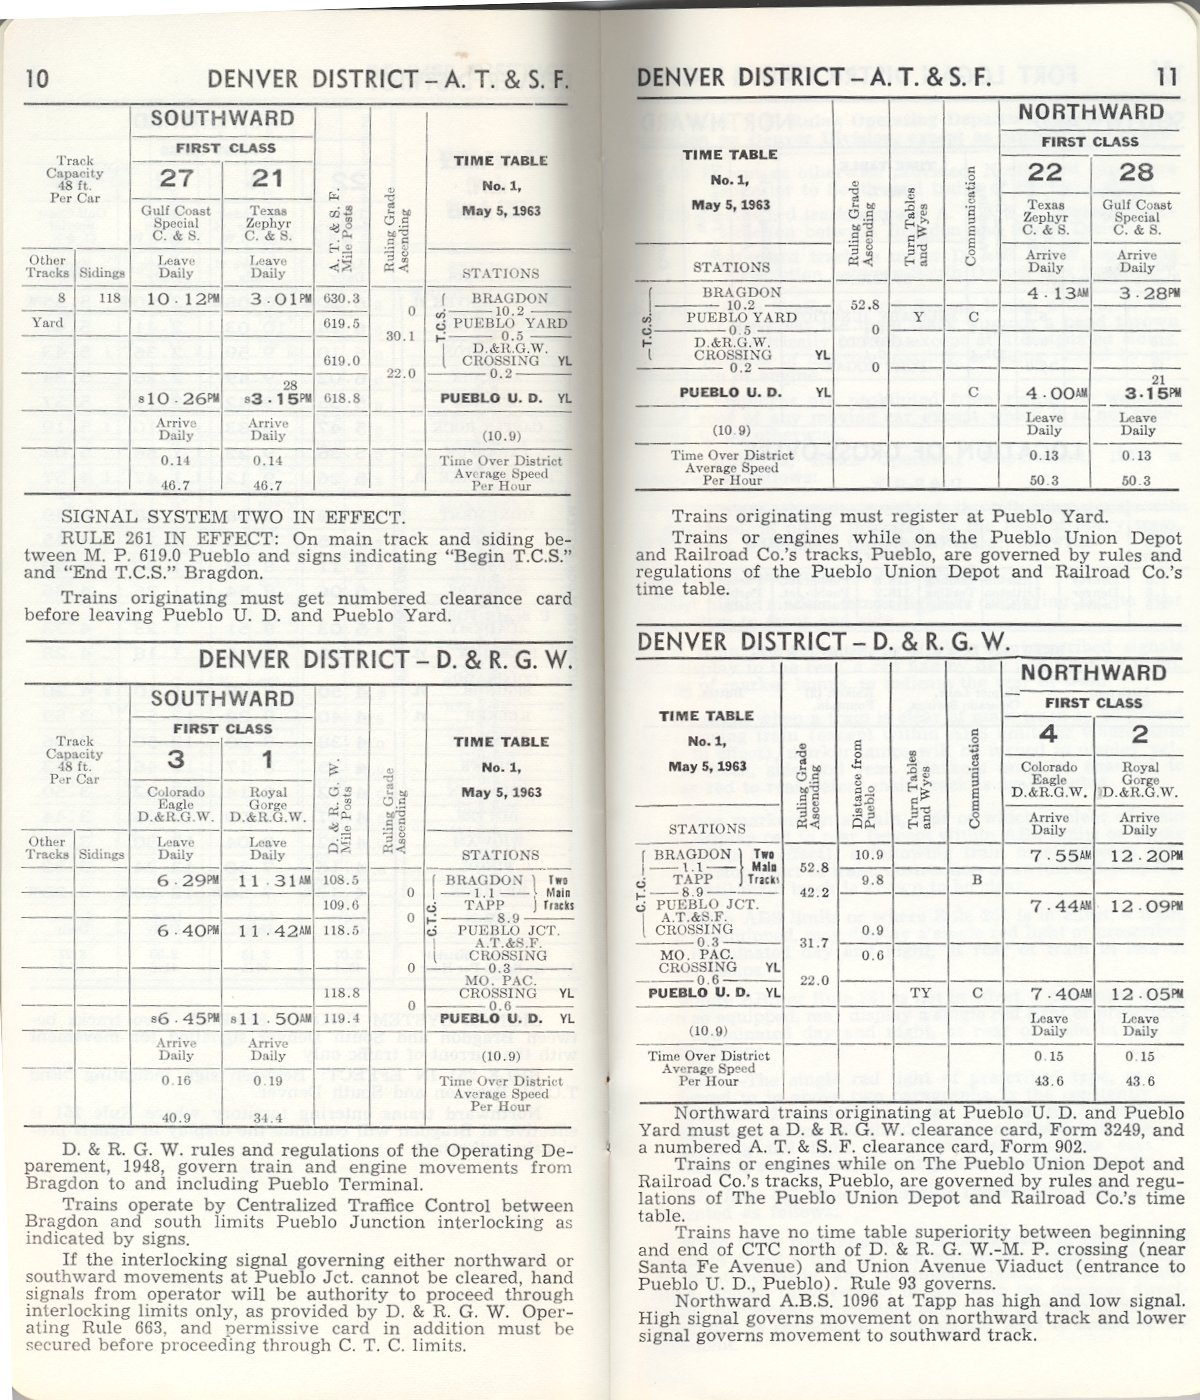 10 DENVER DISTRICT – A. T. & S. F.
SOUTHWARD
FIRST CLASS
Track
Capacity
48 ft.
Per Car
27 21
Gulf Coast
Special
C. & S.
Texas
Zephyr
C. & S.
A. T. & S. F.
Mile Posts
Ruling Grade
Ascending
TIME TABLE
No. 1,
May 5, 1963
Other
Tracks
Sidings
Leave
Daily
Leave
Daily
STATIONS
8 118 10.12PM 3.01PM 630.3 BRAGDON
0 10.2
Yard 619.5 T.C.S. PUEBLO YARD
30.1 0.5
D.&R.G.W.
619.0 CROSSING YL
22.0 0.2
28
s10.26PM s3.15PM 618.8 PUEBLO U. D. YL
Arrive
Daily
Arrive
Daily
(10.9)
0.14 0.14 Time Over District
Average Speed
46.7 46.7 Per Hour
SIGNAL SYSTEM TWO IN EFFECT.
RULE 261 IN EFFECT: On main track and siding be-
tween M. P. 619.0 Pueblo and signs indicating “Begin T.C.S.”
and “End T.C.S.” Bragdon.
Trains originating must get numbered clearance card
before leaving Pueblo U. D. and Pueblo Yard.
DENVER DISTRICT – D. & R. G. W.
SOUTHWARD
FIRST CLASS
Track
Capacity
48 ft.
Per Car
3 1
Colorado
Eagle
D.&R.G.W.
Royal
Gorge
D.&R.G.W.
D. & R. G. W.
Mile Posts
Ruling Grade
Ascending
TIME TABLE
No. 1,
May 5, 1963
Other
Tracks
Sidings
Leave
Daily
Leave
Daily
STATIONS
6.29PM 11.31AM 108.5 BRAGDON Two
0 1.1 Main
109.6 TAPP Tracks
0 C.T.C. 8.9
6.40PM 11.42AM 118.5 PUEBLO JCT.
A.T.&S.F.
CROSSING
0 0.3
MO. PAC.
118.8 CROSSING YL
0 0.6
s6.45PM s11.50AM 119.4 PUEBLO U. D. YL
Arrive
Daily
Arrive
Daily
(10.9)
0.16 0.19 Time Over District
Average Speed
40.9 34.4 Per Hour
D. & R. G. W. rules and regulations of the Operating De-
parement, 1948, govern train and engine movements from
Bragdon to and including Pueblo Terminal.
Trains operate by Centralized Traffice Control between
Bragdon and south limits Pueblo Junction interlocking as
indicated by signs.
If the interlocking signal governing either northward or
southward movements at Pueblo Jct. cannot be cleared, hand
signals from operator will be authority to proceed through
interlocking limits only, as provided by D. & R. G. W. Oper-
ating Rule 663, and permissive card in addition must be
secured before proceeding through C. T. C. limits.
DENVER DISTRICT – A. T. & S. F. 11
NORTHWARD
FIRST CLASS
TIME TABLE
No. 1,
May 5, 1963
Ruling Grade
Ascending
Turn Tables
and Wyes
Communication
22 28
Texas
Zephyr
C. & S.
Gulf Coast
Special
C. & S.
STATIONS
Arrive
Daily
Arrive
Daily
BRAGDON 4.13AM 3.28PM
10.2 52.8
T.C.S. PUEBLO YARD Y C
0.5 0
D.&R.G.W.
CROSSING YL
0.2 0
21
PUEBLO U. D. YL C 4.00AM 3.15PM
(10.9)
Leave
Daily
Leave
Daily
Time Over District 0.13 0.13
Average Speed
Per Hour 50.3 50.3
Trains originating must register at Pueblo Yard.
Trains or engines while on the Pueblo Union Depot
and Railroad Co.’s tracks, Pueblo, are governed by rules and
regulations of the Pueblo Union Depot and Railroad Co.’s
time table.
DENVER DISTRICT – D. & R. G. W.
NORTHWARD
FIRST CLASS
TIME TABLE
No. 1,
May 5, 1963
Ruling Grade
Ascending
Distance from
Pueblo
Turn Tables
and Wyes
Communication
4 2
Colorado
Eagle
D.&R.G.W.
Royal
Gorge
D.&R.G.W.
STATIONS
Arrive
Daily
Arrive
Daily
BRAGDON Two 10.9 7.55AM 12.20PM
1.1 Main 52.8
TAPP Tracks 9.8 B
C.T.C. 8.9 42.2
PUEBLO JCT. 7.44AM 12.09PM
A.T.&S.F.
CROSSING 0.9
0.3 31.7
MO. PAC. 0.6
CROSSING YL
0.6 22.0
PUEBLO U. D. YL TY C 7.40AM 12.05PM
(10.9)
Leave
Daily
Leave
Daily
Time Over District 0.15 0.15
Average Speed
Per Hour 43.6 43.6
Northward trains originating at Pueblo U. D. and Pueblo
Yard must get a D. & R. G. W. clearance card, Form 3249, and
a numbered A. T. & S. F. clearance card, Form 902.
Trains or engines while on The Pueblo Union Depot and
Railroad Co.’s tracks, Pueblo, are governed by rules and regu-
lations of The Pueblo Union Depot and Railroad Co.’s time
table.
Trains have no time table superiority between beginning
and end of CTC north of D. & R. G. W.-M. P. crossing (near
Santa Fe Avenue) and Union Avenue Viaduct (entrance to
Pueblo U. D., Pueblo). Rule 93 governs.
Northward A.B.S. 1096 at Tapp has high and low signal.
High signal governs movement on northward track and lower
signal governs movement to southward track.